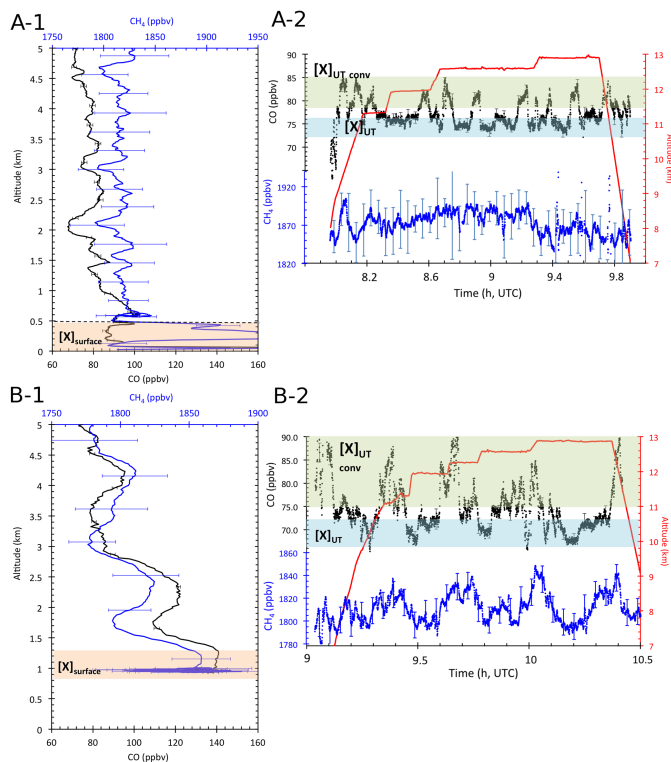 A-1
CH4 (ppbv)
1750 1800 1850 1900 1950
5
4.5
4
3.5
3
2.5
2
1.5
1
0.5
0
Altitude (km)
[X]surface
60 80 100 120 140 160
CO (ppbv)
A-2
90
85
80
75
70
CO (ppbv)
[X]UT conv
[X]UT
1920
1870
1820
CH4 (ppbv)
13
12
11
10
9
8
7
Altitude (km)
8.2 8.6 9 9.4 9.8
Time (h, UTC)
B-1
CH4 (ppbv)
1750 1800 1850 1900
5
4.5
4
3.5
3
2.5
2
1.5
1
0.5
0
Altitude (km)
[X]surface
60 80 100 120 140 160
CO (ppbv)
B-2
90.0
85.0
80.0
75.0
70.0
CO (ppbv)
[X]UT
conv
[X]UT
1860
1840
1820
1800
1780
CH4 (ppbv)
13
12
11
10
9
8
7
Altitude (km)
9 9.5 10 10.5
Time (h, UTC)